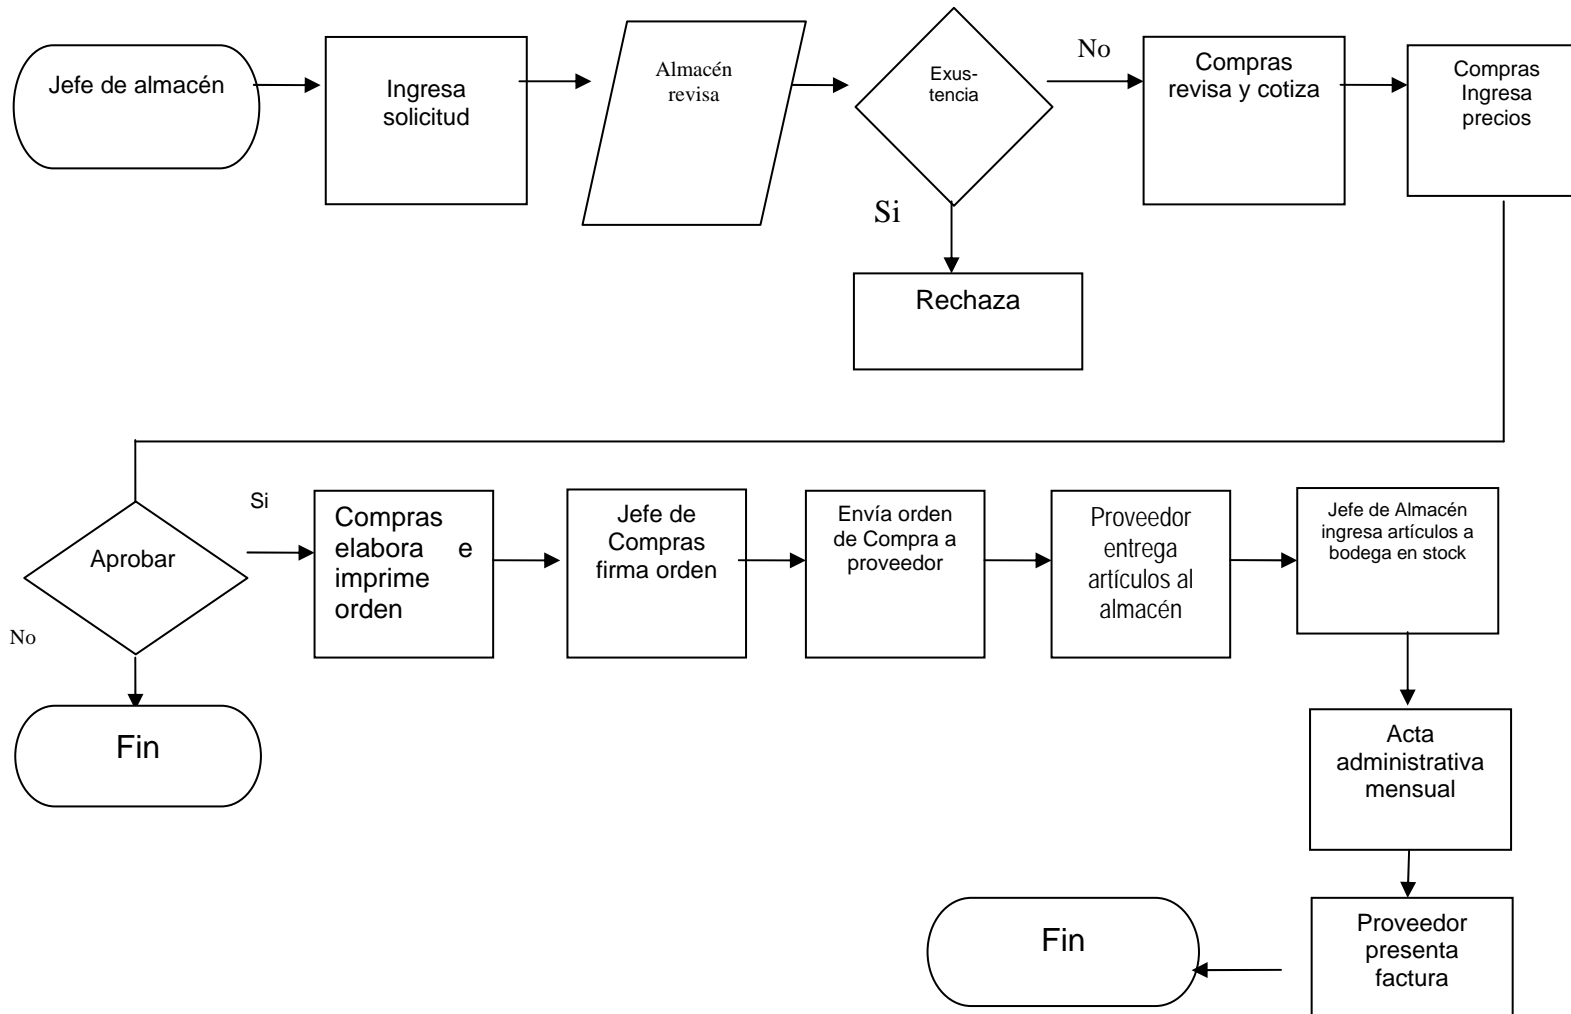 Jefe de almacén
Ingresa
solicitud
Almacén
revisa
Exus-
tencia
No
Compras
revisa y cotiza
Compras
Ingresa
precios
Si
Rechaza
Aprobar
Si
Compras
elabora e
imprime
orden
Jefe de
Compras
firma orden
Envía orden
de Compra a
proveedor
Proveedor
entrega
artículos al
almacén
Jefe de Almacén
ingresa artículos a
bodega en stock
No
Fin
Acta
administrativa
mensual
Proveedor
presenta
factura
Fin